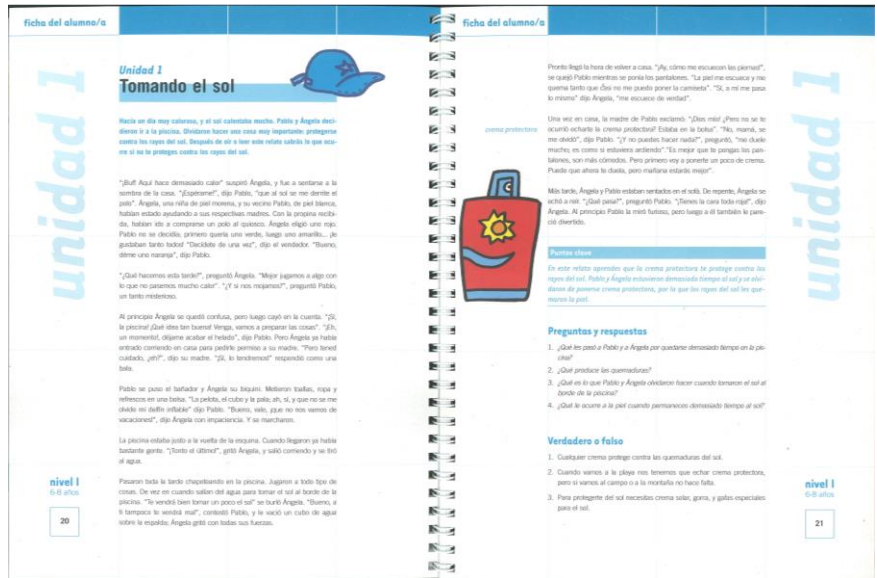 ficha del alumno/a
unidad 1
Unidad 1
Tomando el sol
Hacía un día muy caluroso, y el sol calentaba mucho. Pablo y Ángela deci-
dieron ir a la piscina. Olvidaron hacer una cosa muy importante: protegerse
contra los rayos del sol. Después de oír o leer este relato sabrás lo que ocu-
rre si no te proteges contra los rayos del sol.
"¡Buff! Aquí hace demasiado calor" suspiró Ángela, y fue a sentarse a la
sombra de la casa. "¡Espérame!", dijo Pablo, "que al sol se me derrite el
polo". Ángela, una niña de piel morena, y su vecino Pablo, de piel blanca,
habían estado ayudando a sus respectivas madres. Con la propina recibi-
da, habían ido a comprarse un polo al quiosco. Ángela eligió uno rojo.
Pablo no se decidía, primero quería uno verde, luego uno amarillo... ¡le
gustaban tanto todos! "Decídete de una vez", dijo el vendedor. "Bueno,
déme uno naranja", dijo Pablo.
"¿Qué hacemos esta tarde?", preguntó Ángela. "Mejor jugamos a algo con
lo que no pasemos mucho calor". "¿Y si nos mojamos?", preguntó Pablo,
un tanto misterioso.
Al principio Ángela se quedó confusa, pero luego cayó en la cuenta. "¡Sí,
la piscina! ¡Qué idea tan buena! Venga, vamos a preparar las cosas". "¡Eh,
un momento!, déjame acabar el helado", dijo Pablo. Pero Ángela ya había
entrado corriendo en casa para pedirle permiso a su madre. "Pero tened
cuidado, ¿eh?", dijo su madre. "¡Sí, lo tendremos!" respondió como una
bala.
Pablo se puso el bañador y Ángela su biquini. Metieron toallas, ropa y
refrescos en una bolsa. "La pelota, el cubo y la pala; ah, sí, y que no se me
olvide mi delfín inflable" dijo Pablo. "Bueno, vale, ¡que no nos vamos de
vacaciones!", dijo Ángela con impaciencia. Y se marcharon.
La piscina estaba justo a la vuelta de la esquina. Cuando llegaron ya había
bastante gente. "¡Tonto el último!", gritó Ángela, y salió corriendo y se tiró
al agua.
Pasaron toda la tarde chapoteando en la piscina. Jugaron a todo tipo de
cosas. De vez en cuando salían del agua para tomar el sol al borde de la
piscina. "Te vendrá bien tomar un poco el sol" se burló Ángela. "Bueno, a
ti tampoco te vendrá mal", contestó Pablo, y le vació un cubo de agua
sobre la espalda; Ángela gritó con todas sus fuerzas.
nivel I
6-8 años
20
ficha del alumno/a
unidad 1
Pronto llegó la hora de volver a casa. "¡Ay, cómo me escuecen las piernas!",
se quejó Pablo mientras se ponía los pantalones. "La piel me escuece y me
quema tanto que ¡casi no me puedo poner la camiseta". "Sí, a mí me pasa
lo mismo" dijo Ángela, "me escuece de verdad".
crema protectora
Una vez en casa, la madre de Pablo exclamó: "¡Dios mío! ¿Pero no se te
ocurrió echarte la crema protectora? Estaba en la bolsa". "No, mamá, se
me olvidó", dijo Pablo. "¿Y no puedes hacer nada?", preguntó, "me duele
mucho, es como si estuviera ardiendo"."Es mejor que te pongas los pan-
talones, son más cómodos. Pero primero voy a ponerte un poco de crema.
Puede que ahora te duela, pero mañana estarás mejor".
Más tarde, Ángela y Pablo estaban sentados en el sofá. De repente, Ángela se
echó a reír. "¿Qué pasa?", preguntó Pablo. "¡Tienes la cara toda roja!", dijo
Ángela. Al principio Pablo la miró furioso, pero luego a él también le pare-
ció divertido.
Puntos clave
En este relato aprendes que la crema protectora te protege contra los
rayos del sol. Pablo y Ángela estuvieron demasiado tiempo al sol y se olvi-
daron de ponerse crema protectora, por lo que los rayos del sol les que-
maron la piel.
Preguntas y respuestas
1. ¿Qué les pasó a Pablo y a Ángela por quedarse demasiado tiempo en la pis-
cina?
2. ¿Qué produce las quemaduras?
3. ¿Qué es lo que Pablo y Ángela olvidaron hacer cuando tomaron el sol al
borde de la piscina?
4. ¿Qué le ocurre a la piel cuando permaneces demasiado tiempo al sol?
Verdadero o falso
1. Cualquier crema protege contra las quemaduras del sol.
2. Cuando vamos a la playa nos tenemos que echar crema protectora,
pero si vamos al campo o a la montaña no hace falta.
3. Para protegerte del sol necesitas crema solar, gorra, y gafas especiales
para el sol.
nivel I
6-8 años
21